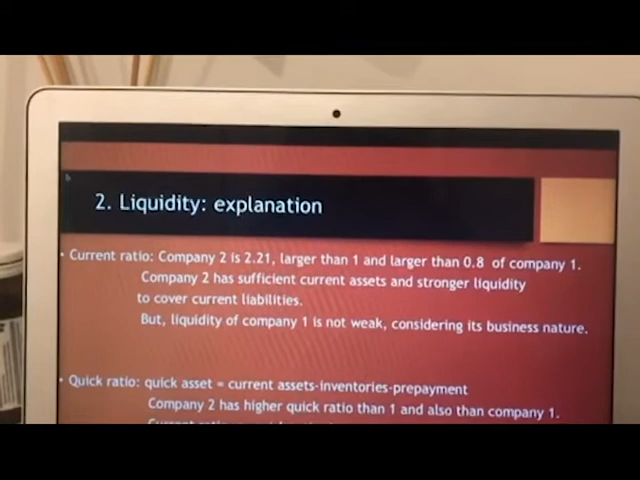 2. Liquidity: explanation
• Current ratio: Company 2 is 2.21, larger than 1 and larger than 0.8 of company 1.
Company 2 has sufficient current assets and stronger liquidity
to cover current liabilities.
But, liquidity of company 1 is not weak, considering its business nature.
• Quick ratio: quick asset = current assets-inventories-prepayment
Company 2 has higher quick ratio than 1 and also than company 1.